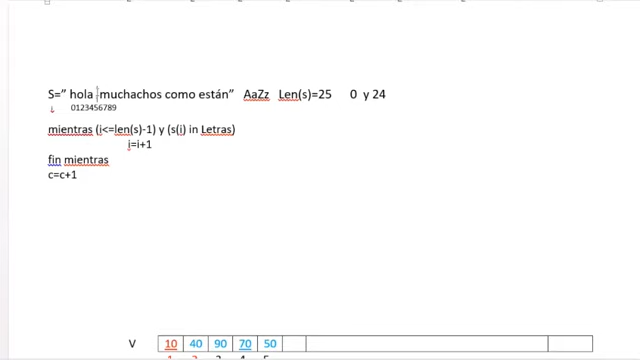 S=” hola muchachos como están” AaZz Len(s)=25 0 y 24
0123456789
mientras (i<=len(s)-1) y (s(i) in Letras)
i=i+1
fin mientras
c=c+1
V 10 40 90 70 50